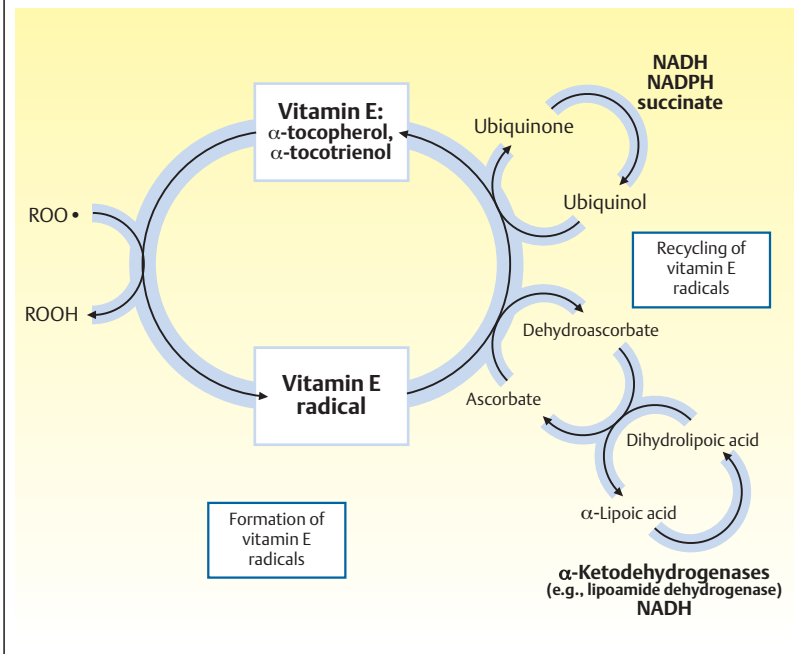 NADH
NADPH
succinate
Vitamin E:
α-tocopherol,
α-tocotrienol
Ubiquinone
Ubiquinol
ROO •
ROOH
Recycling of
vitamin E
radicals
Dehydroascorbate
Vitamin E
radical
Ascorbate
Dihydrolipoic acid
α-Lipoic acid
Formation of
vitamin E
radicals
α-Ketodehydrogenases
(e.g., lipoamide dehydrogenase)
NADH